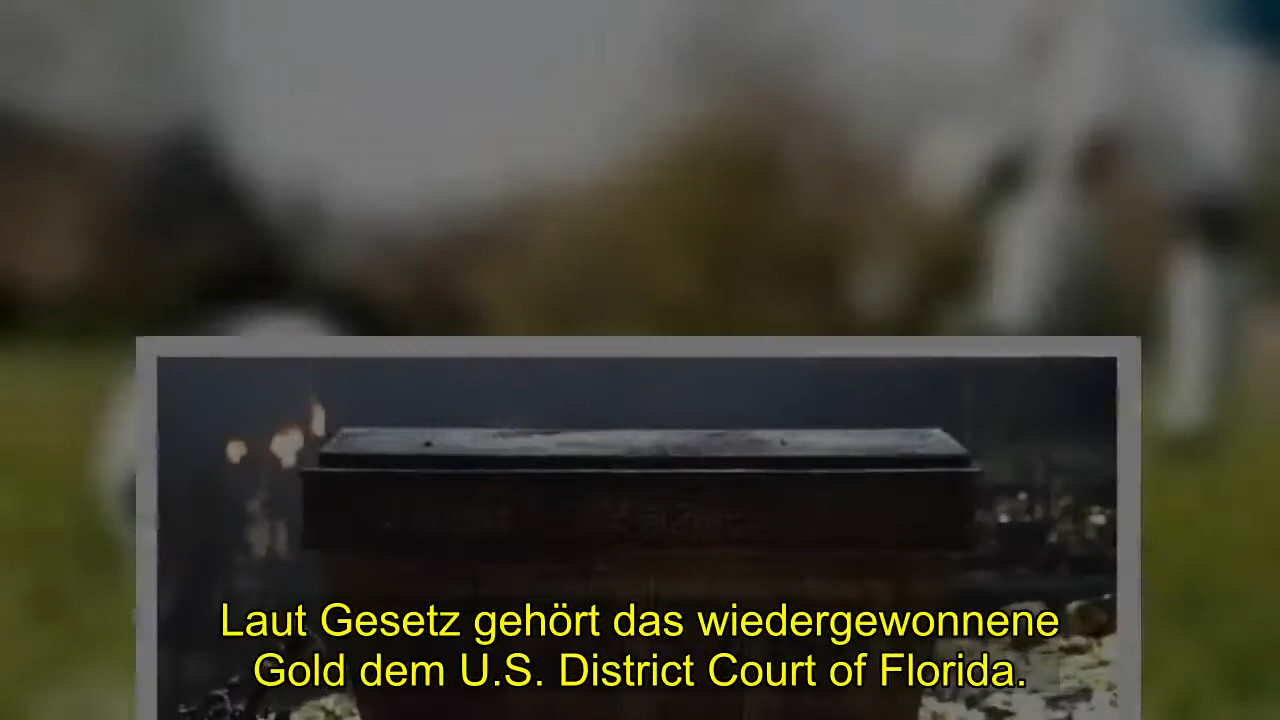 Laut Gesetz gehört das wiedergewonnene
Gold dem U.S. District Court of Florida.